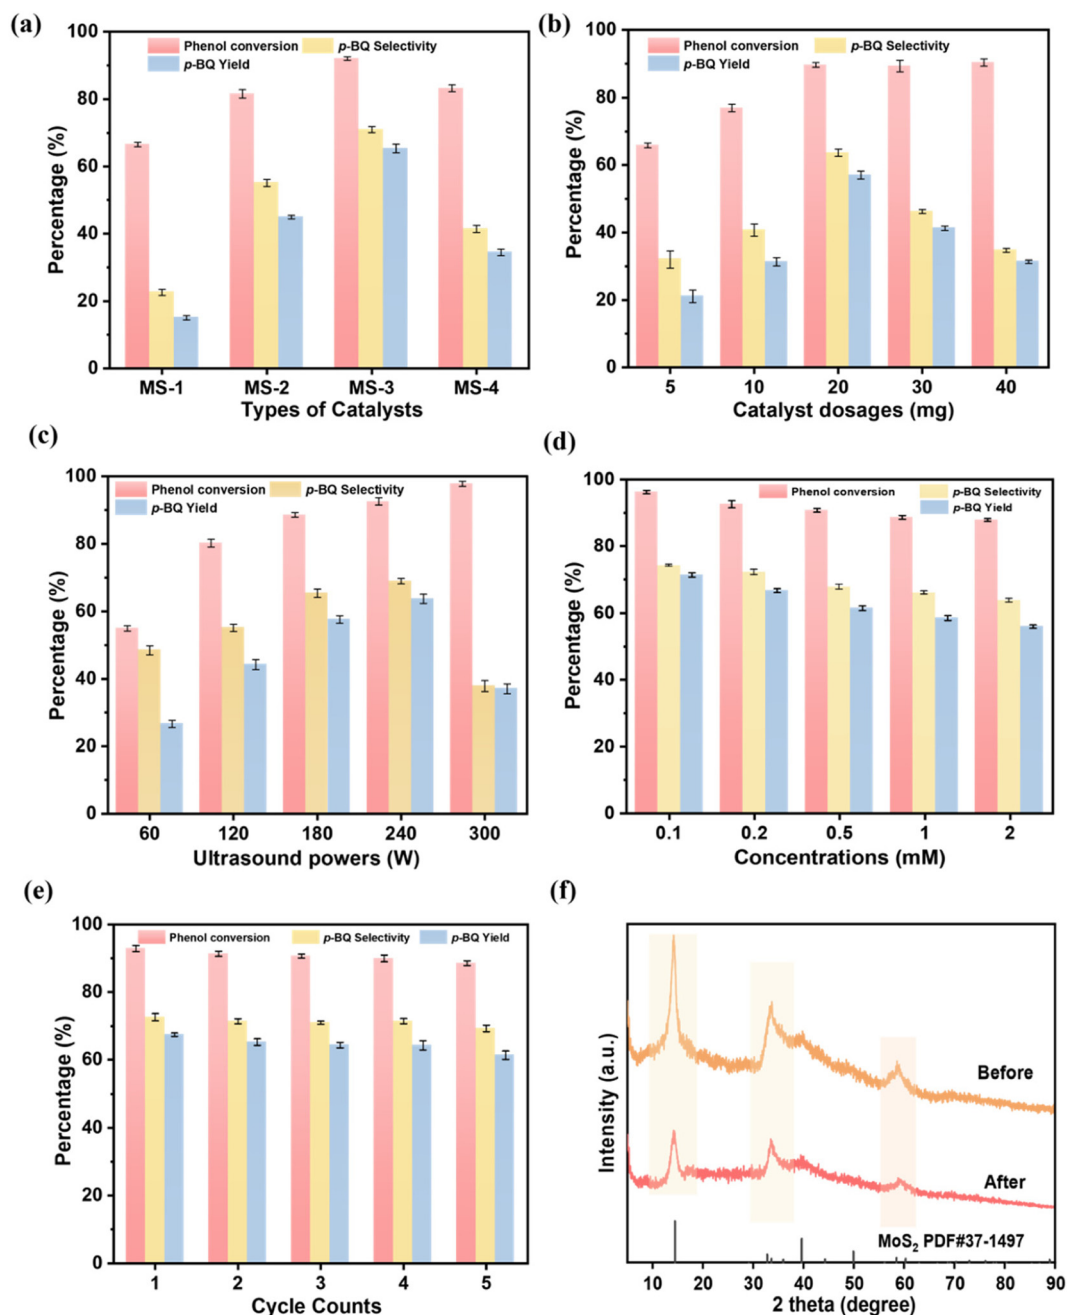 (a)
100
80
60
40
20
0
Percentage (%)
Phenol conversion
p-BQ Selectivity
p-BQ Yield
MS-1 MS-2 MS-3 MS-4
Types of Catalysts
(b)
100
80
60
40
20
0
Percentage (%)
Phenol conversion
p-BQ Selectivity
p-BQ Yield
5 10 20 30 40
Catalyst dosages (mg)
(c)
100
80
60
40
20
0
Percentage (%)
Phenol conversion
p-BQ Selectivity
p-BQ Yield
60 120 180 240 300
Ultrasound powers (W)
(d)
100
80
60
40
20
0
Percentage (%)
Phenol conversion
p-BQ Selectivity
p-BQ Yield
0.1 0.2 0.5 1 2
Concentrations (mM)
(e)
100
80
60
40
20
0
Percentage (%)
Phenol conversion
p-BQ Selectivity
p-BQ Yield
1 2 3 4 5
Cycle Counts
(f)
Intensity (a.u.)
Before
After
MoS₂ PDF#37-1497
10 20 30 40 50 60 70 80 90
2 theta (degree)